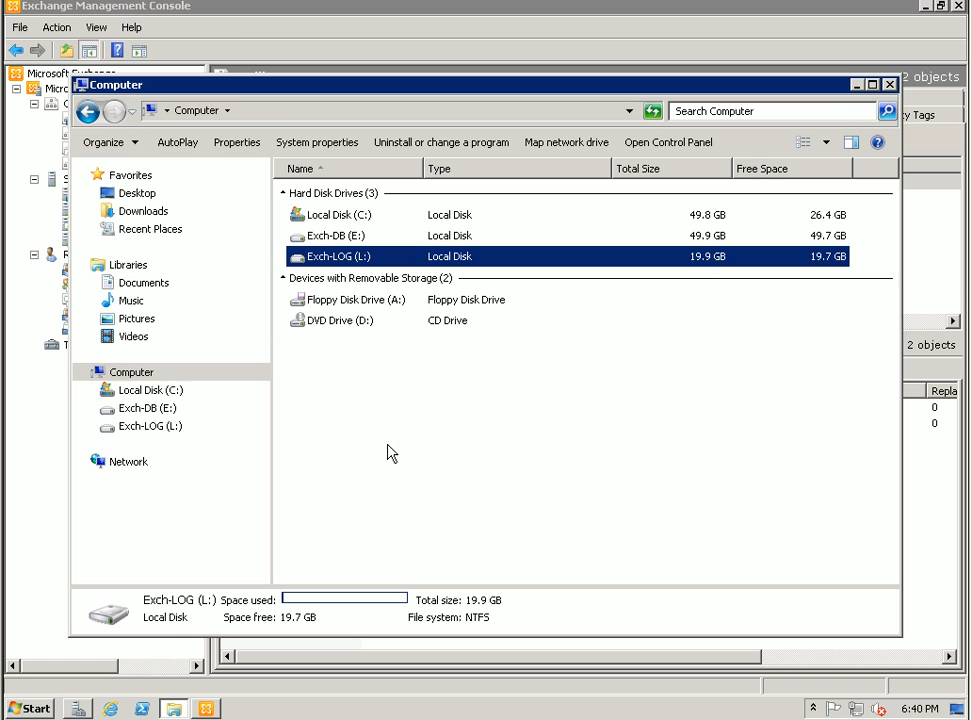 Exchange Management Console
File Action View Help
Microsoft Exchange
Micro
2 objects
Computer
Computer
Search Computer
y Tags
Organize AutoPlay Properties System properties Uninstall or change a program Map network drive Open Control Panel
Favorites
Desktop
Downloads
Recent Places
Libraries
Documents
Music
Pictures
Videos
Computer
Local Disk (C:)
Exch-DB (E:)
Exch-LOG (L:)
Network
Name Type Total Size Free Space
Hard Disk Drives (3)
Local Disk (C:) Local Disk 49.8 GB 26.4 GB
Exch-DB (E:) Local Disk 49.9 GB 49.7 GB
Exch-LOG (L:) Local Disk 19.9 GB 19.7 GB
Devices with Removable Storage (2)
Floppy Disk Drive (A:) Floppy Disk Drive
DVD Drive (D:) CD Drive
2 objects
Repla
0
0
Exch-LOG (L:) Space used: Total size: 19.9 GB
Local Disk Space free: 19.7 GB File system: NTFS
Start 6:40 PM